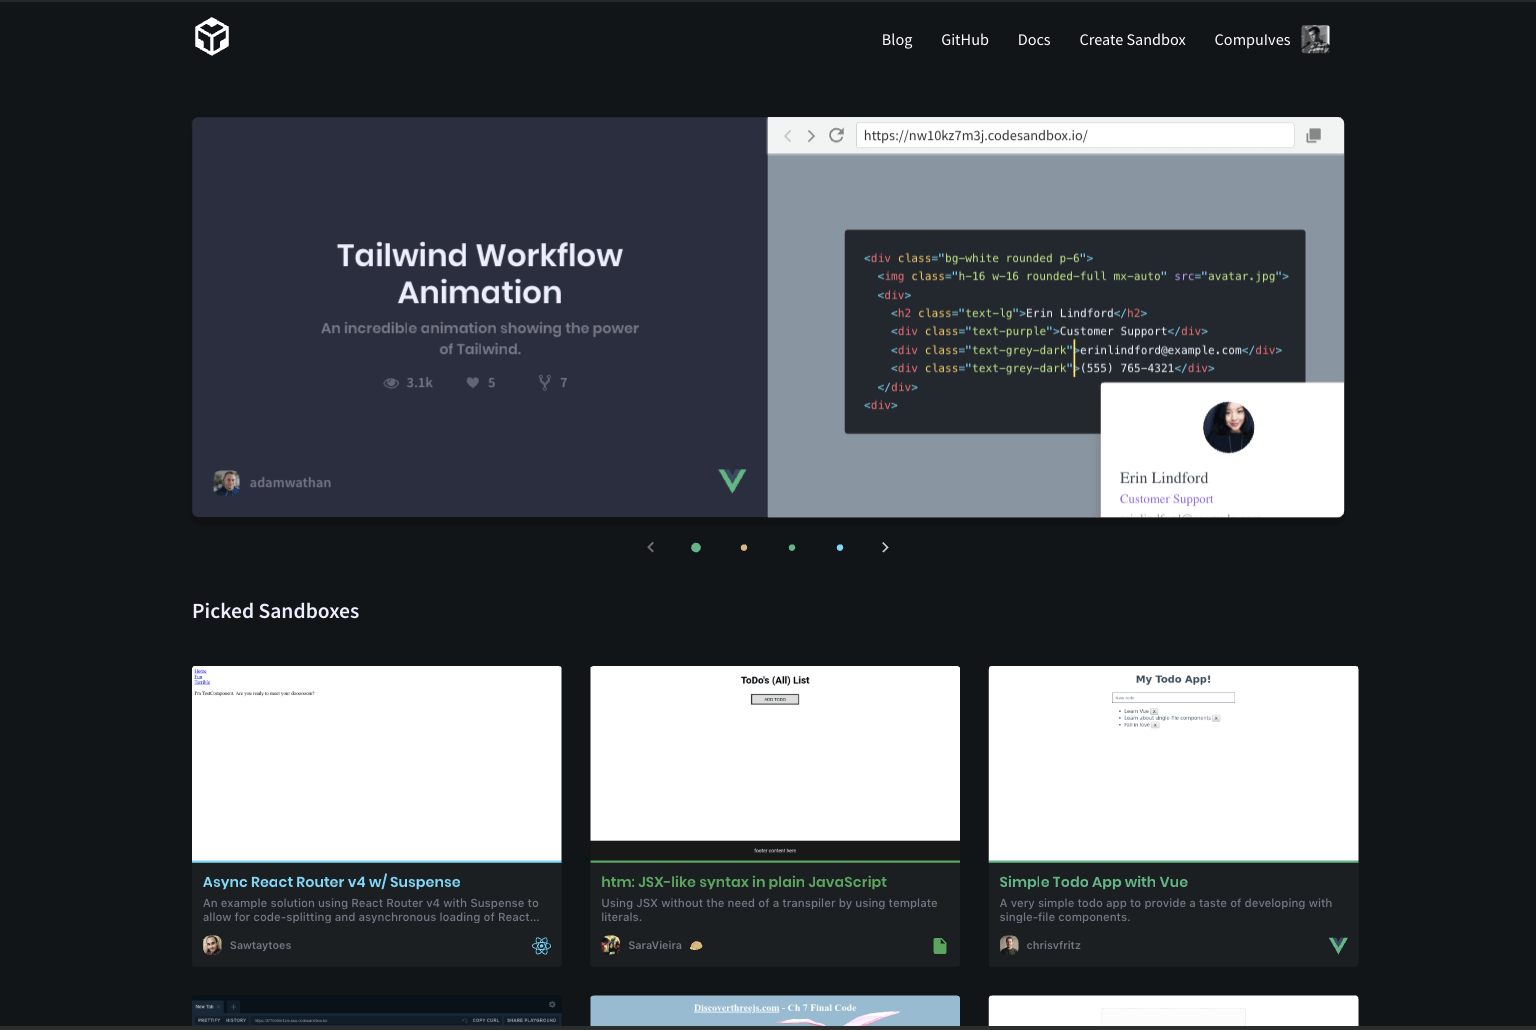 Blog GitHub Docs Create Sandbox CompuIves
Tailwind Workflow
Animation
An incredible animation showing the power
of Tailwind.
3.1k 5 7
adamwathan
https://nw10kz7m3j.codesandbox.io/
<div class="bg-white rounded p-6">
<img class="h-16 w-16 rounded-full mx-auto" src="avatar.jpg">
<div>
<h2 class="text-lg">Erin Lindford</h2>
<div class="text-purple">Customer Support</div>
<div class="text-grey-dark">erinlindford@example.com</div>
<div class="text-grey-dark">(555) 765-4321</div>
</div>
<div>
Erin Lindford
Customer Support
Picked Sandboxes
Home
Fun
Terrible
I'm TestComponent. Are you ready to meet your doooooom?
Async React Router v4 w/ Suspense
An example solution using React Router v4 with Suspense to
allow for code-splitting and asynchronous loading of React...
Sawtaytoes
ToDo's (All) List
ADD TODO
footer content here
htm: JSX-like syntax in plain JavaScript
Using JSX without the need of a transpiler by using template
literals.
SaraVieira
My Todo App!
New todo
Learn Vue X
Learn about single-file components X
Fall in love X
Simple Todo App with Vue
A very simple todo app to provide a taste of developing with
single-file components.
chrisvfritz
New Tab
PRETTIFY HISTORY COPY CURL SHARE PLAYGROUND
Discoverthreejs.com - Ch 7 Final Code